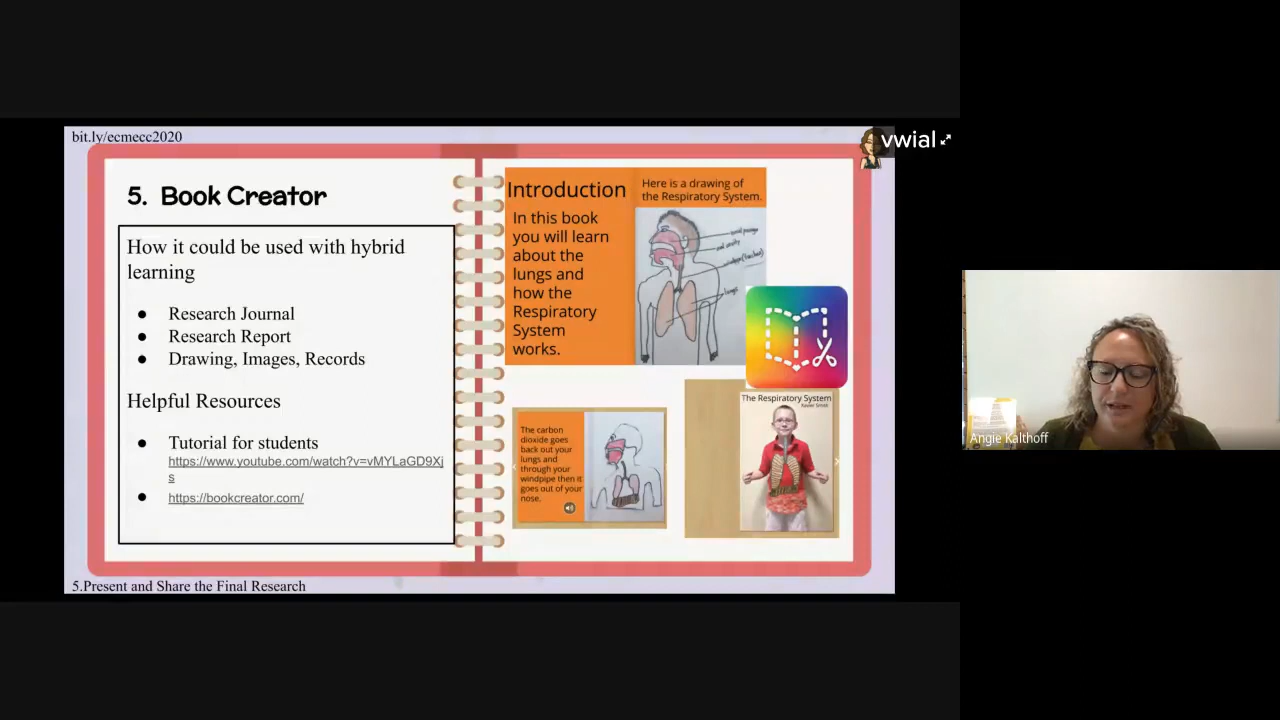 bit.ly/ecmecc2020
vwial
5. Book Creator
How it could be used with hybrid
learning
● Research Journal
● Research Report
● Drawing, Images, Records
Helpful Resources
● Tutorial for students
https://www.youtube.com/watch?v=vMYLaGD9Xj
s
● https://bookcreator.com/
Introduction
In this book
you will learn
about the
lungs and
how the
Respiratory
System
works.
Here is a drawing of
the Respiratory System.
lungs
The carbon
dioxide goes
back out your
lungs and
through your
windpipe then it
goes out of your
nose.
The Respiratory System
Xavier Smith
5.Present and Share the Final Research
Angie Kalthoff